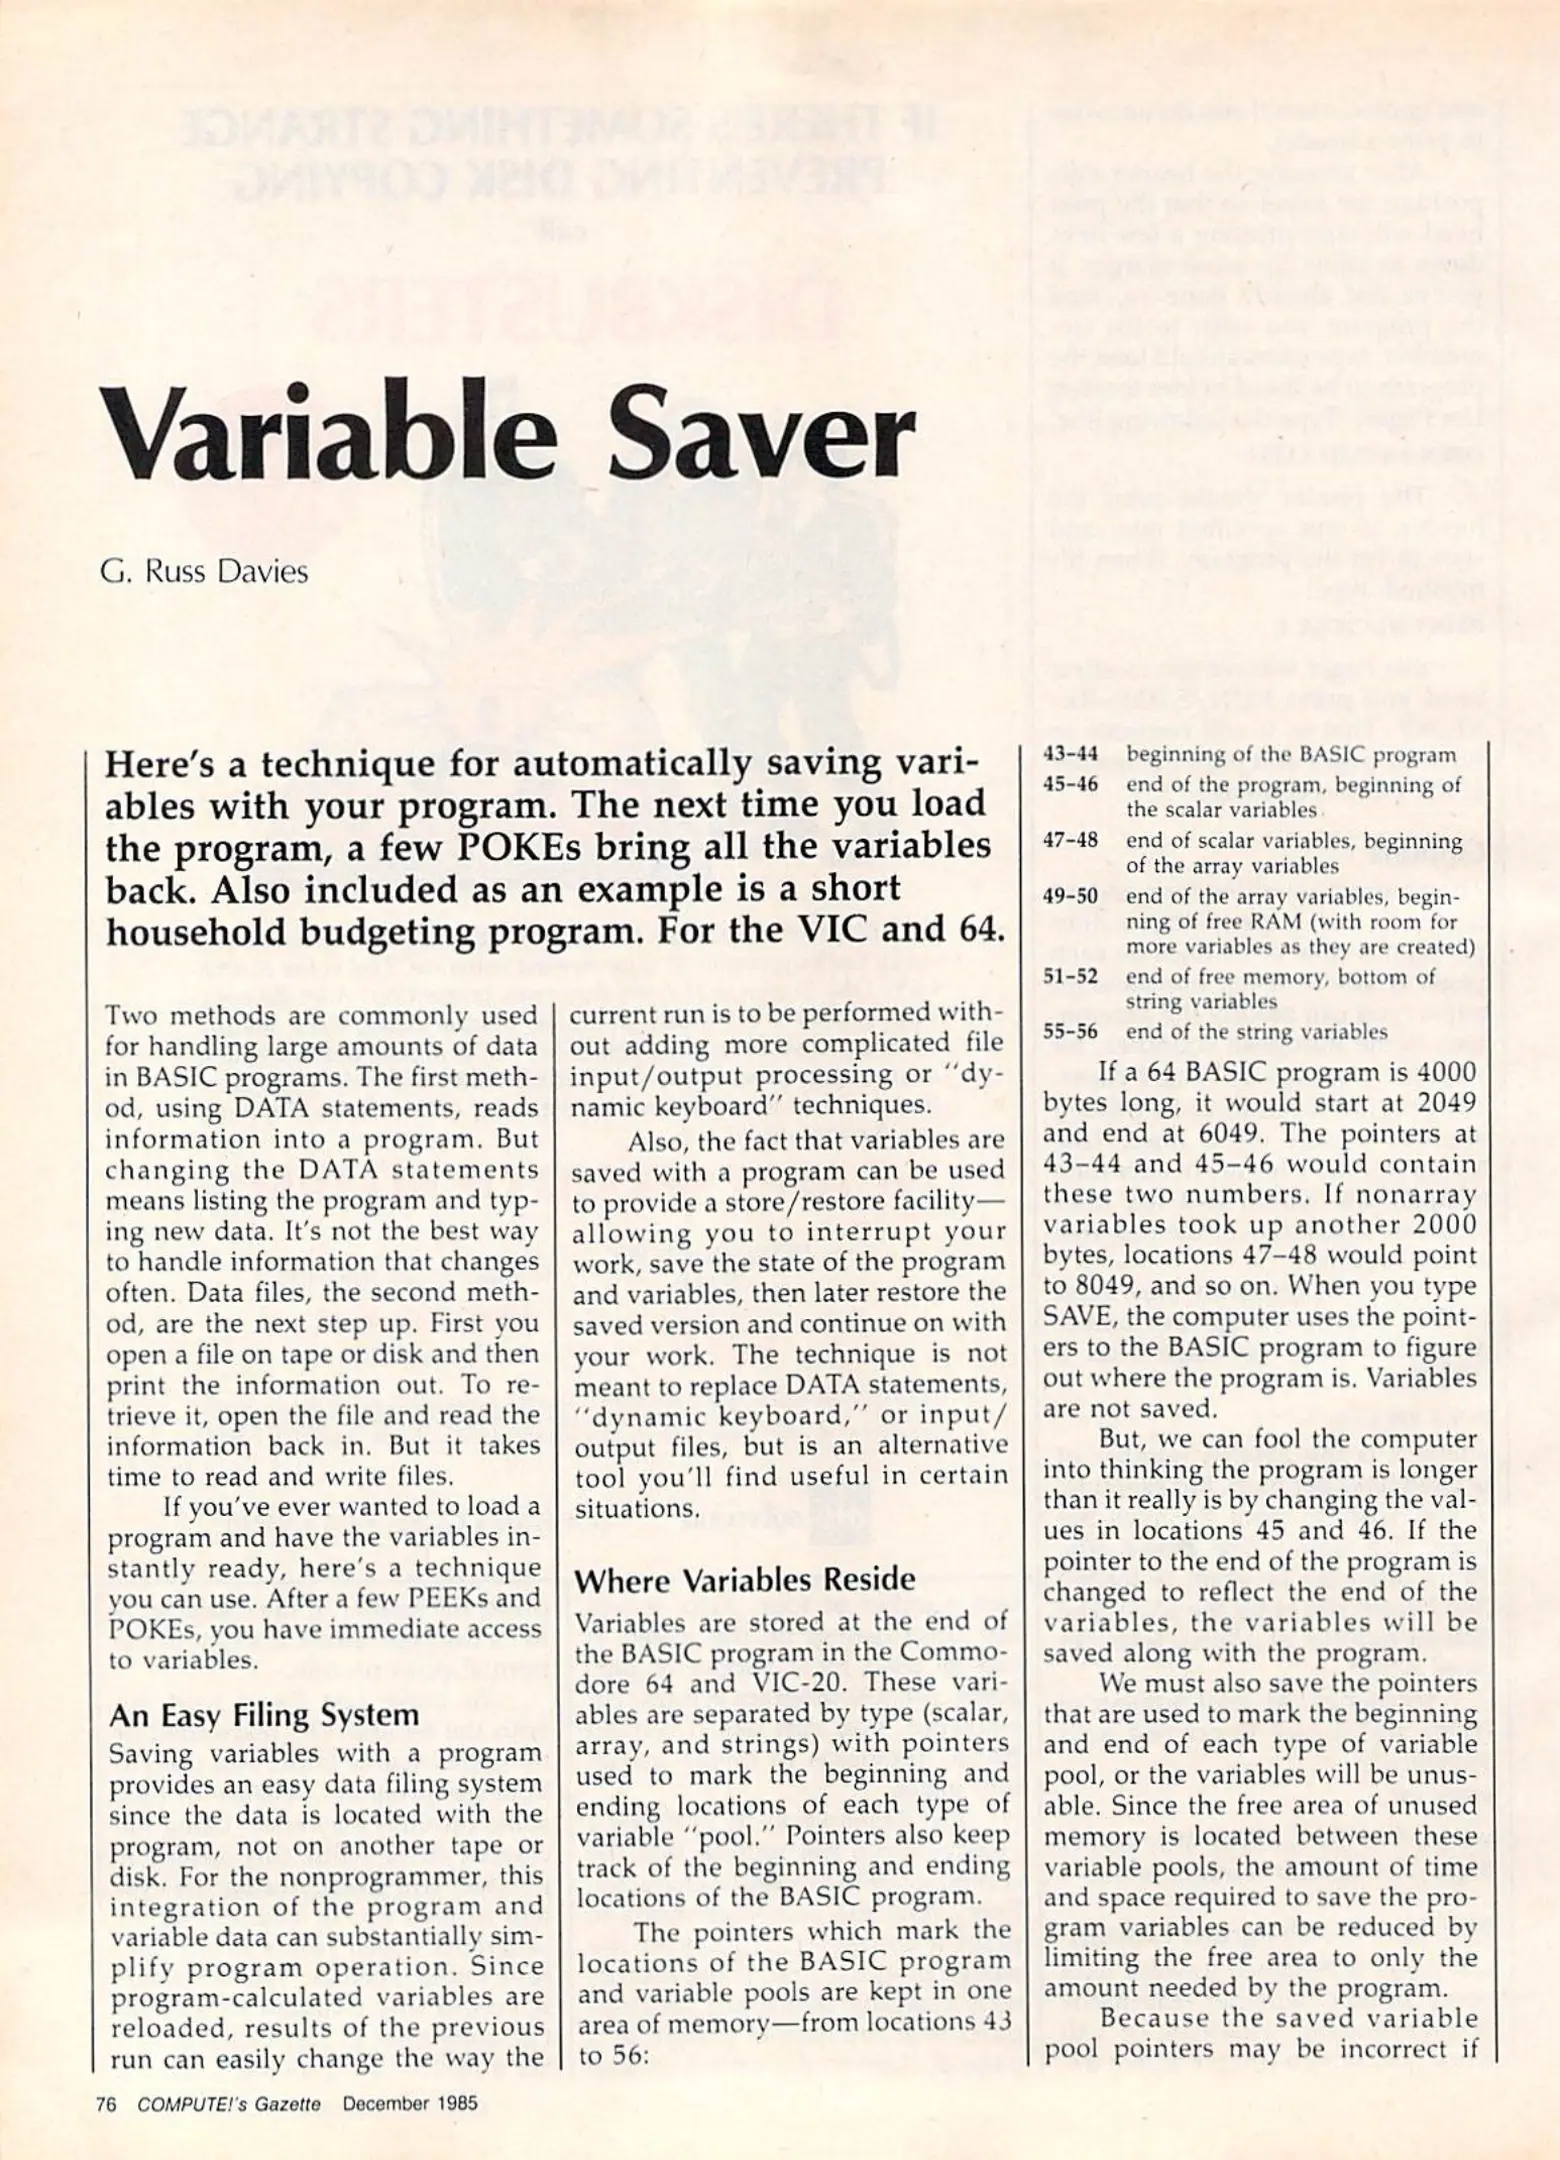 Variable Saver
G. Russ Davies
Here's a technique for automatically saving vari-
ables with your program. The next time you load
the program, a few POKEs bring all the variables
back. Also included as an example is a short
household budgeting program. For the VIC and 64.
Two methods are commonly used
for handling large amounts of data
in BASIC programs. The first meth-
od, using DATA statements, reads
information into a program. But
changing the DATA statements
means listing the program and typ-
ing new data. It's not the best way
to handle information that changes
often. Data files, the second meth-
od, are the next step up. First you
open a file on tape or disk and then
print the information out. To re-
trieve it, open the file and read the
information back in. But it takes
time to read and write files.
If you've ever wanted to load a
program and have the variables in-
stantly ready, here's a technique
you can use. After a few PEEKs and
POKEs, you have immediate access
to variables.
An Easy Filing System
Saving variables with a program
provides an easy data filing system
since the data is located with the
program, not on another tape or
disk. For the nonprogrammer, this
integration of the program and
variable data can substantially sim-
plify program operation. Since
program-calculated variables are
reloaded, results of the previous
run can easily change the way the
current run is to be performed with-
out adding more complicated file
input/output processing or "dy-
namic keyboard" techniques.
Also, the fact that variables are
saved with a program can be used
to provide a store/restore facility—
allowing you to interrupt your
work, save the state of the program
and variables, then later restore the
saved version and continue on with
your work. The technique is not
meant to replace DATA statements,
"dynamic keyboard," or input/
output files, but is an alternative
tool you'll find useful in certain
situations.
Where Variables Reside
Variables are stored at the end of
the BASIC program in the Commo-
dore 64 and VIC-20. These vari-
ables are separated by type (scalar,
array, and strings) with pointers
used to mark the beginning and
ending locations of each type of
variable "pool." Pointers also keep
track of the beginning and ending
locations of the BASIC program.
The pointers which mark the
locations of the BASIC program
and variable pools are kept in one
area of memory—from locations 43
to 56:
43-44 beginning of the BASIC program
45-46 end of the program, beginning of
the scalar variables
47-48 end of scalar variables, beginning
of the array variables
49-50 end of the array variables, begin-
ning of free RAM (with room for
more variables as they are created)
51-52 end of free memory, bottom of
string variables
55-56 end of the string variables
If a 64 BASIC program is 4000
bytes long, it would start at 2049
and end at 6049. The pointers at
43-44 and 45-46 would contain
these two numbers. If nonarray
variables took up another 2000
bytes, locations 47-48 would point
to 8049, and so on. When you type
SAVE, the computer uses the point-
ers to the BASIC program to figure
out where the program is. Variables
are not saved.
But, we can fool the computer
into thinking the program is longer
than it really is by changing the val-
ues in locations 45 and 46. If the
pointer to the end of the program is
changed to reflect the end of the
variables, the variables will be
saved along with the program.
We must also save the pointers
that are used to mark the beginning
and end of each type of variable
pool, or the variables will be unus-
able. Since the free area of unused
memory is located between these
variable pools, the amount of time
and space required to save the pro-
gram variables can be reduced by
limiting the free area to only the
amount needed by the program.
Because the saved variable
pool pointers may be incorrect if
76 COMPUTE!'s Gazette December 1985